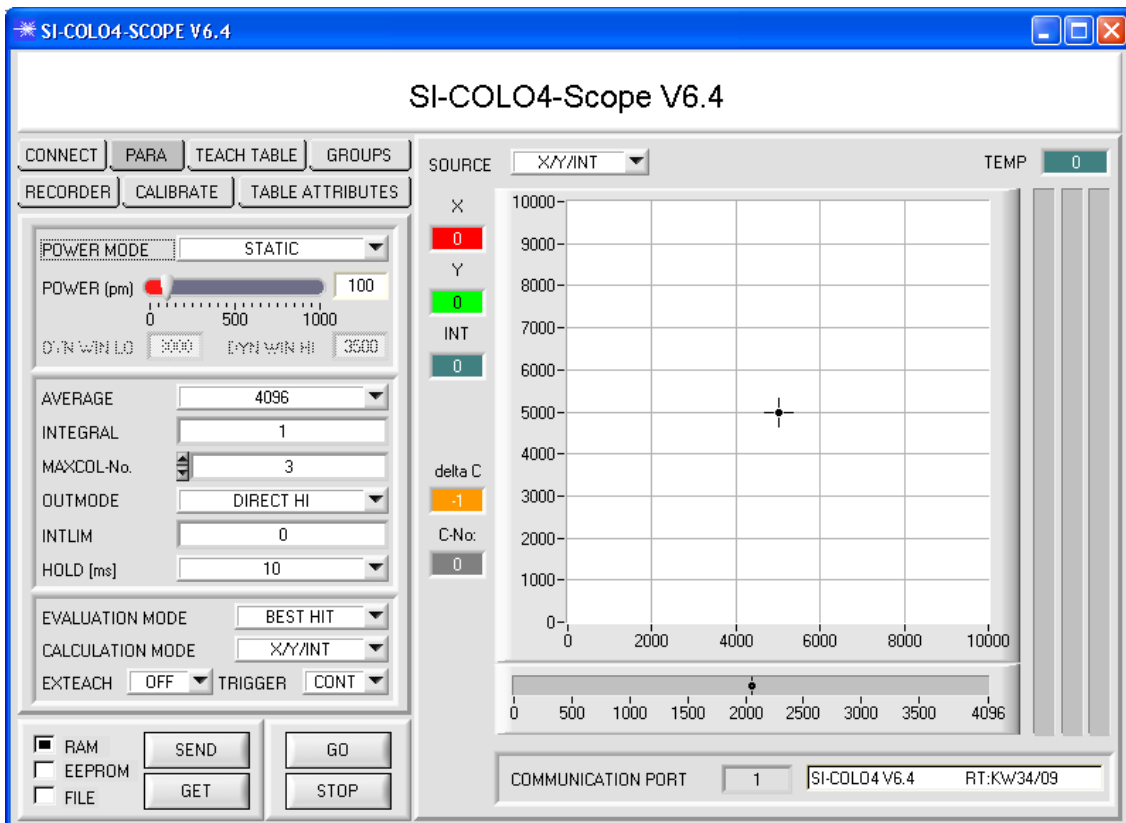 SI-COLO4-SCOPE V6.4
SI-COLO4-Scope V6.4
CONNECT PARA TEACH TABLE GROUPS
RECORDER CALIBRATE TABLE ATTRIBUTES
POWER MODE STATIC
POWER (pm) 100
0 500 1000
DYN WIN LO 3000 DYN WIN HI 3500
AVERAGE 4096
INTEGRAL 1
MAXCOL-No. 3
OUTMODE DIRECT HI
INTLIM 0
HOLD [ms] 10
EVALUATION MODE BEST HIT
CALCULATION MODE X/Y/INT
EXTEACH OFF TRIGGER CONT
RAM
EEPROM
FILE
SEND
GET
GO
STOP
SOURCE X/Y/INT TEMP 0
X
0
Y
0
INT
0
delta C
-1
C-No:
0
10000
9000
8000
7000
6000
5000
4000
3000
2000
1000
0
0 2000 4000 6000 8000 10000
0 500 1000 1500 2000 2500 3000 3500 4096
COMMUNICATION PORT 1 SI-COLO4 V6.4 RT:KW34/09